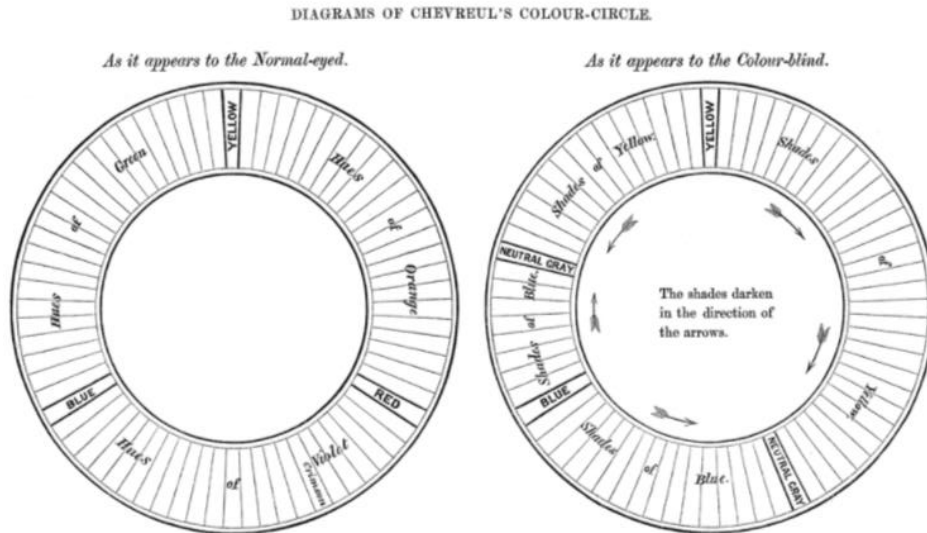 DIAGRAMS OF CHEVREUL'S COLOUR-CIRCLE.
As it appears to the Normal-eyed.
YELLOW
Hues of Orange
RED
Hues of Violet
Crimson
BLUE
Hues of Green
As it appears to the Colour-blind.
YELLOW
Shades of Yellow
NEUTRAL GRAY
Shades of Blue.
BLUE
Shades of Blue.
NEUTRAL GRAY
Shades of Yellow.
The shades darken
in the direction of
the arrows.